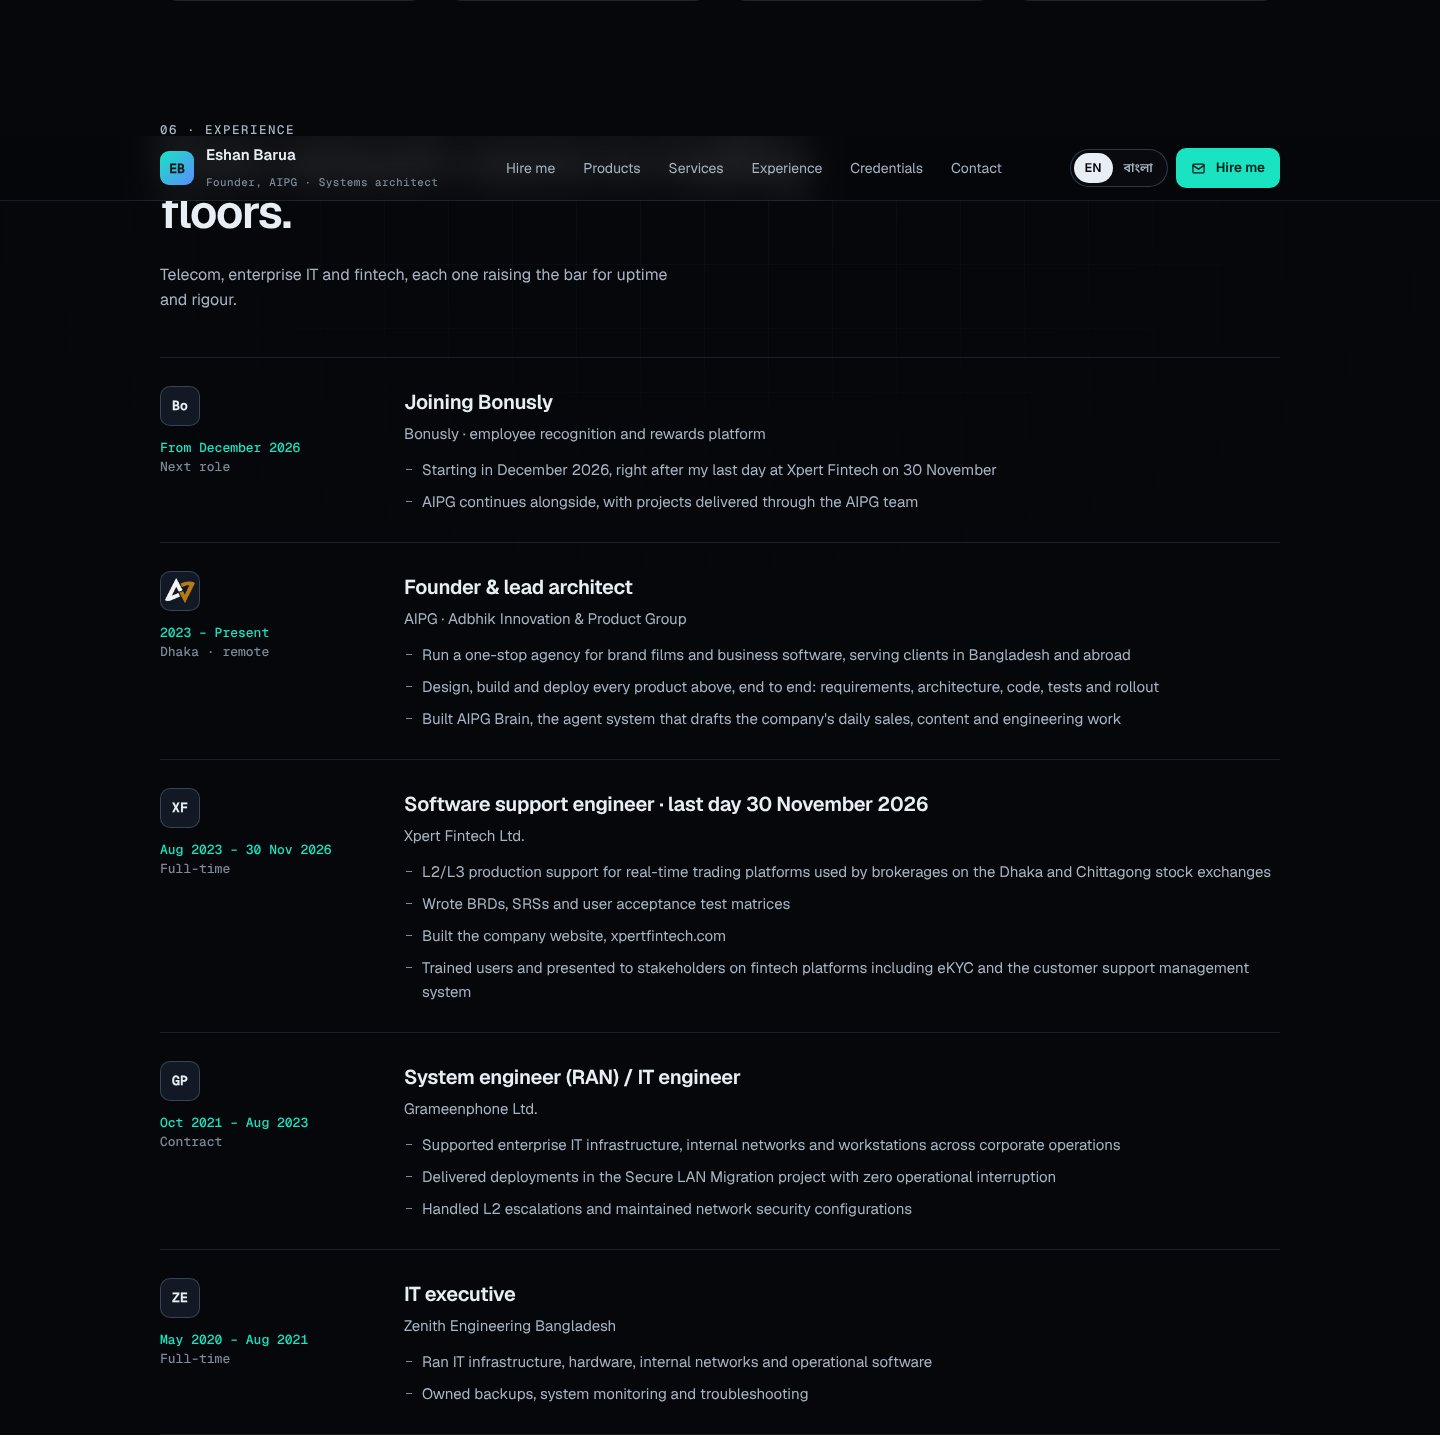 06 · EXPERIENCE
EB
Eshan Barua
Founder, AIPG · Systems architect
Hire me
Products
Services
Experience
Credentials
Contact
EN
বাংলা
Hire me
floors.
Telecom, enterprise IT and fintech, each one raising the bar for uptime
and rigour.
Bo
From December 2026
Next role
Joining Bonusly
Bonusly · employee recognition and rewards platform
– Starting in December 2026, right after my last day at Xpert Fintech on 30 November
– AIPG continues alongside, with projects delivered through the AIPG team
2023 – Present
Dhaka · remote
Founder & lead architect
AIPG · Adbhik Innovation & Product Group
– Run a one-stop agency for brand films and business software, serving clients in Bangladesh and abroad
– Design, build and deploy every product above, end to end: requirements, architecture, code, tests and rollout
– Built AIPG Brain, the agent system that drafts the company's daily sales, content and engineering work
XF
Aug 2023 – 30 Nov 2026
Full-time
Software support engineer · last day 30 November 2026
Xpert Fintech Ltd.
– L2/L3 production support for real-time trading platforms used by brokerages on the Dhaka and Chittagong stock exchanges
– Wrote BRDs, SRSs and user acceptance test matrices
– Built the company website, xpertfintech.com
– Trained users and presented to stakeholders on fintech platforms including eKYC and the customer support management
system
GP
Oct 2021 – Aug 2023
Contract
System engineer (RAN) / IT engineer
Grameenphone Ltd.
– Supported enterprise IT infrastructure, internal networks and workstations across corporate operations
– Delivered deployments in the Secure LAN Migration project with zero operational interruption
– Handled L2 escalations and maintained network security configurations
ZE
May 2020 – Aug 2021
Full-time
IT executive
Zenith Engineering Bangladesh
– Ran IT infrastructure, hardware, internal networks and operational software
– Owned backups, system monitoring and troubleshooting